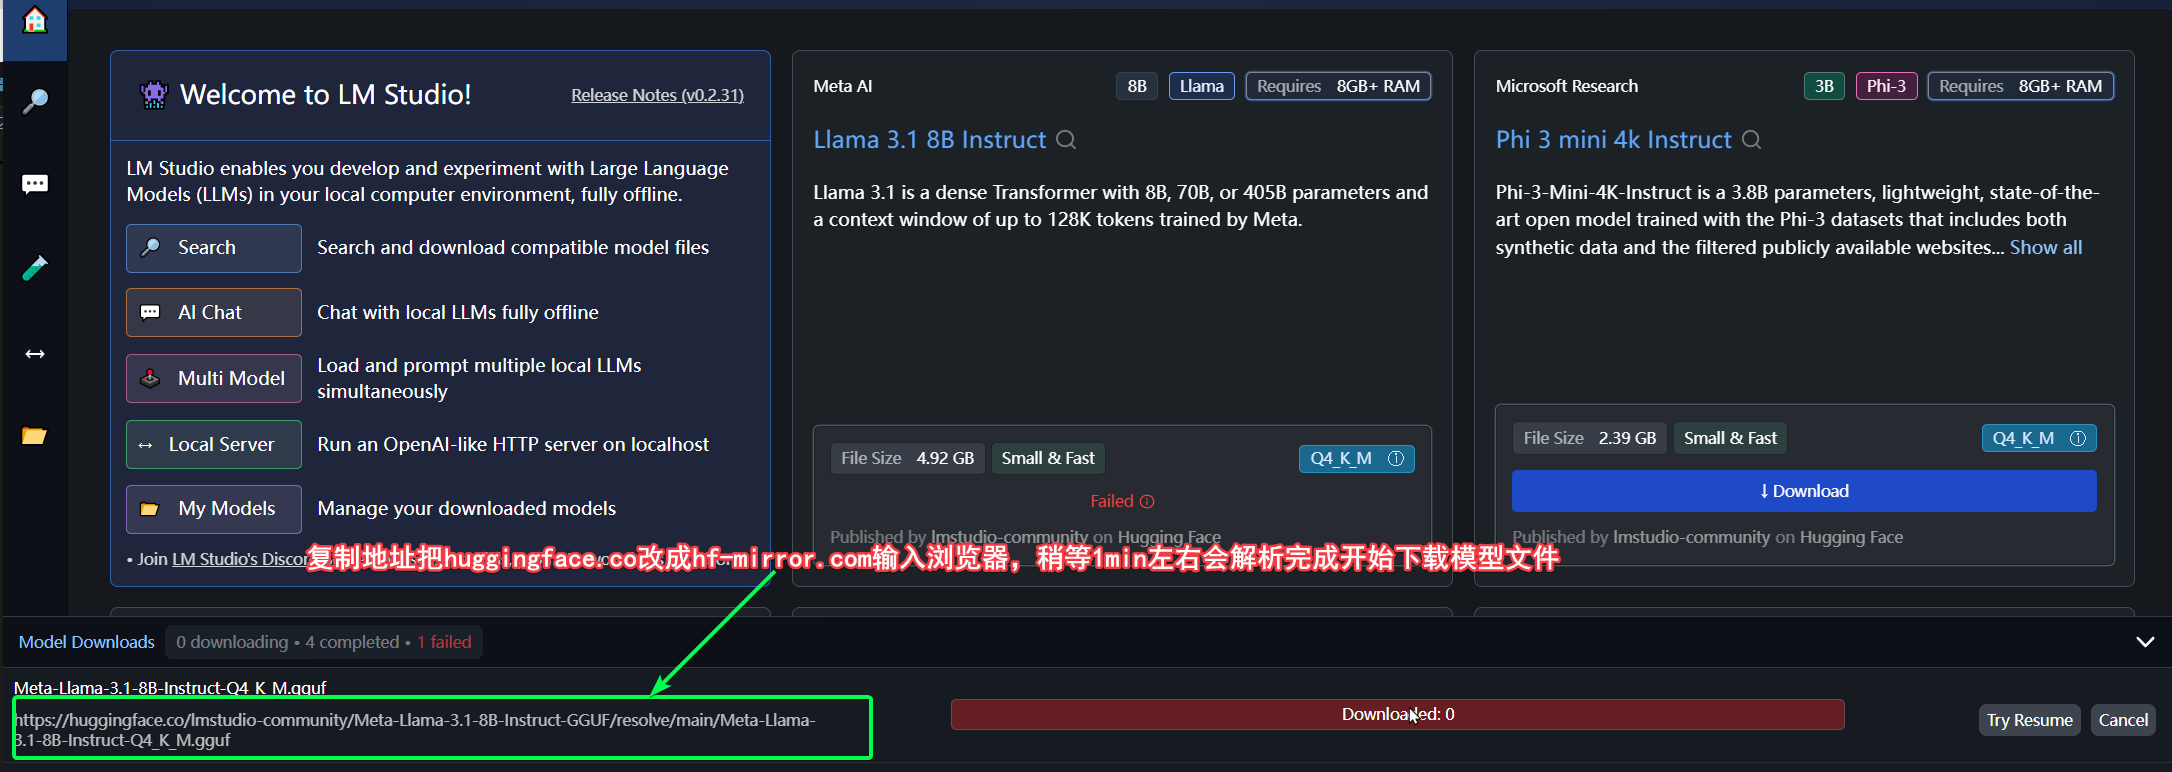 Welcome to LM Studio!
Release Notes (v0.2.31)
LM Studio enables you develop and experiment with Large Language
Models (LLMs) in your local computer environment, fully offline.
Search
Search and download compatible model files
AI Chat
Chat with local LLMs fully offline
Multi Model
Load and prompt multiple local LLMs
simultaneously
Local Server
Run an OpenAI-like HTTP server on localhost
My Models
Manage your downloaded models
• Join LM Studio's Discor
Meta AI
8B
Llama
Requires 8GB+ RAM
Llama 3.1 8B Instruct
Llama 3.1 is a dense Transformer with 8B, 70B, or 405B parameters and
a context window of up to 128K tokens trained by Meta.
File Size 4.92 GB
Small & Fast
Q4_K_M
Failed
Published by lmstudio-community on Hugging Face
Microsoft Research
3B
Phi-3
Requires 8GB+ RAM
Phi 3 mini 4k Instruct
Phi-3-Mini-4K-Instruct is a 3.8B parameters, lightweight, state-of-the-
art open model trained with the Phi-3 datasets that includes both
synthetic data and the filtered publicly available websites... Show all
File Size 2.39 GB
Small & Fast
Q4_K_M
↓ Download
Published by lmstudio-community on Hugging Face
复制地址把huggingface.co改成hf-mirror.com输入浏览器，稍等1min左右会解析完成开始下载模型文件
Model Downloads
0 downloading • 4 completed • 1 failed
Meta-Llama-3.1-8B-Instruct-Q4_K_M.gguf
https://huggingface.co/lmstudio-community/Meta-Llama-3.1-8B-Instruct-GGUF/resolve/main/Meta-Llama-
3.1-8B-Instruct-Q4_K_M.gguf
Downloaded: 0
Try Resume
Cancel